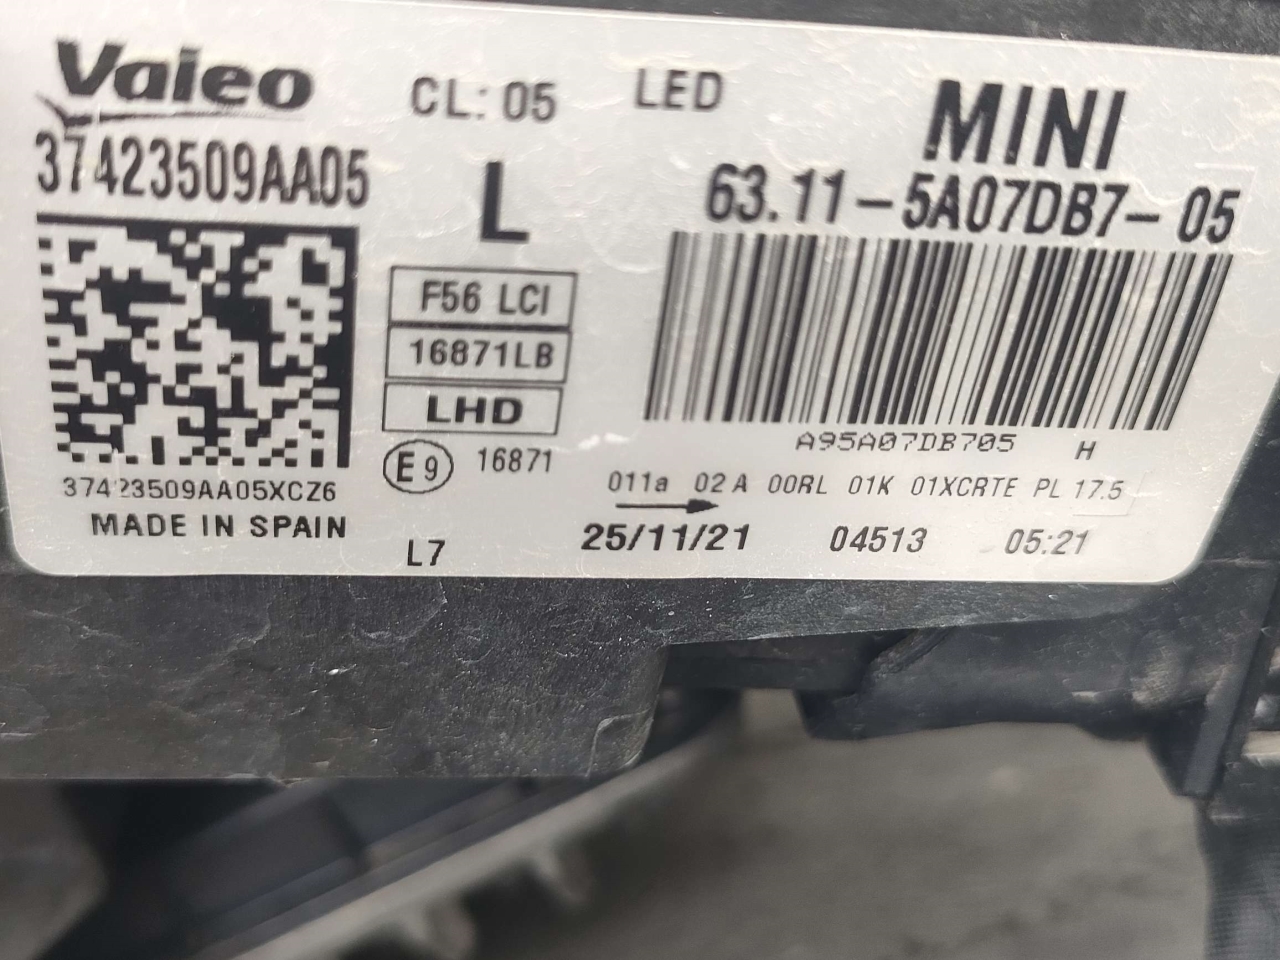 Valeo
CL: 05
LED
MINI
37423509AA05
L
63.11-5A07DB7-05
F56 LCI
16871LB
LHD
E9 16871
A95A07DB705 H
37423509AA05XCZ6
011a 02A 00RL 01K 01XCRTE PL 17.5
MADE IN SPAIN
L7
25/11/21 04513 05:21